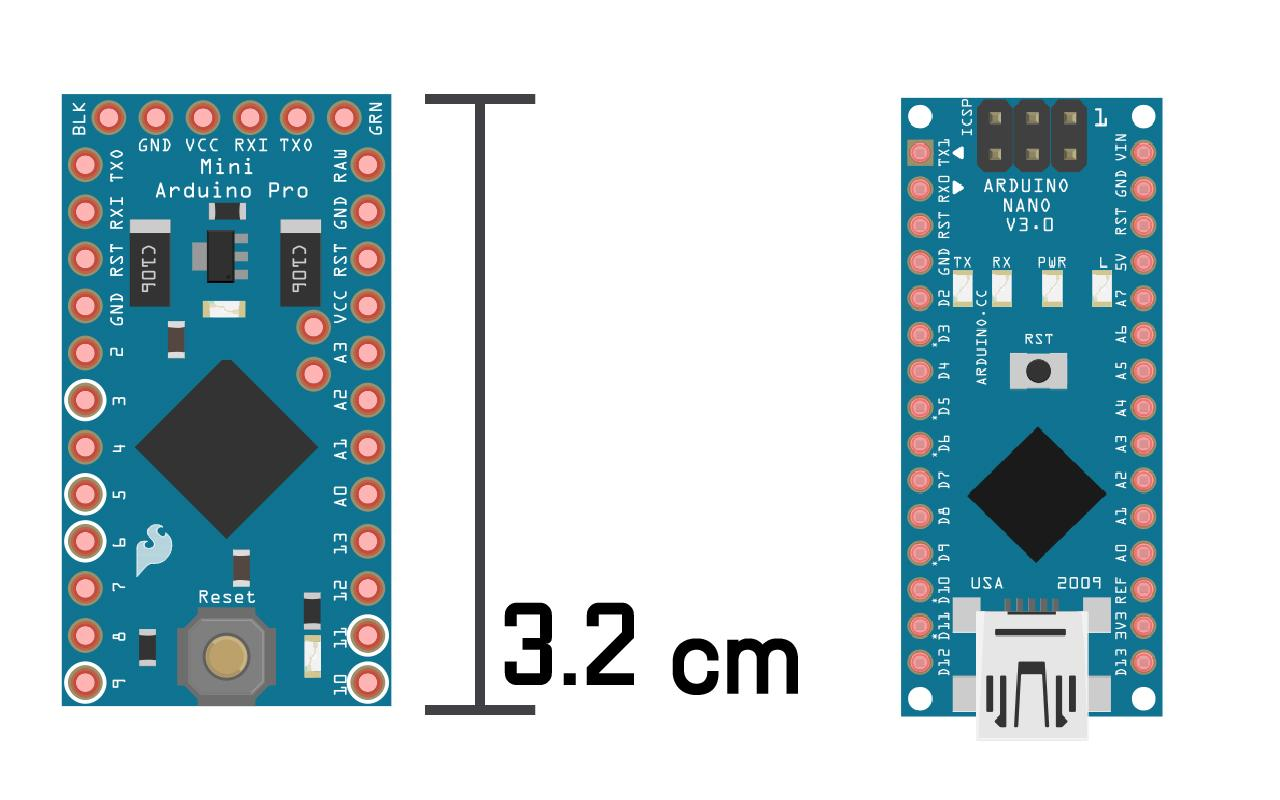 BLK
GND VCC RXI TXO
GRN
Mini
Arduino Pro
TXO
RXI
RST
GND
2
3
4
5
6
7
8
9
RAW
GND
RST
VCC
A3
A2
A1
A0
13
12
11
10
C106
C106
Reset
3.2 cm
ICSP
1
ARDUINO
NANO
V3.0
TX1
RX0
RST
GND
D2
*D3
D4
*D5
*D6
D7
D8
*D9
*D10
*D11
D12
VIN
GND
RST
5V
A7
A6
A5
A4
A3
A2
A1
A0
REF
3V3
D13
TX RX PWR L
ARDUINO.CC
RST
USA 2009